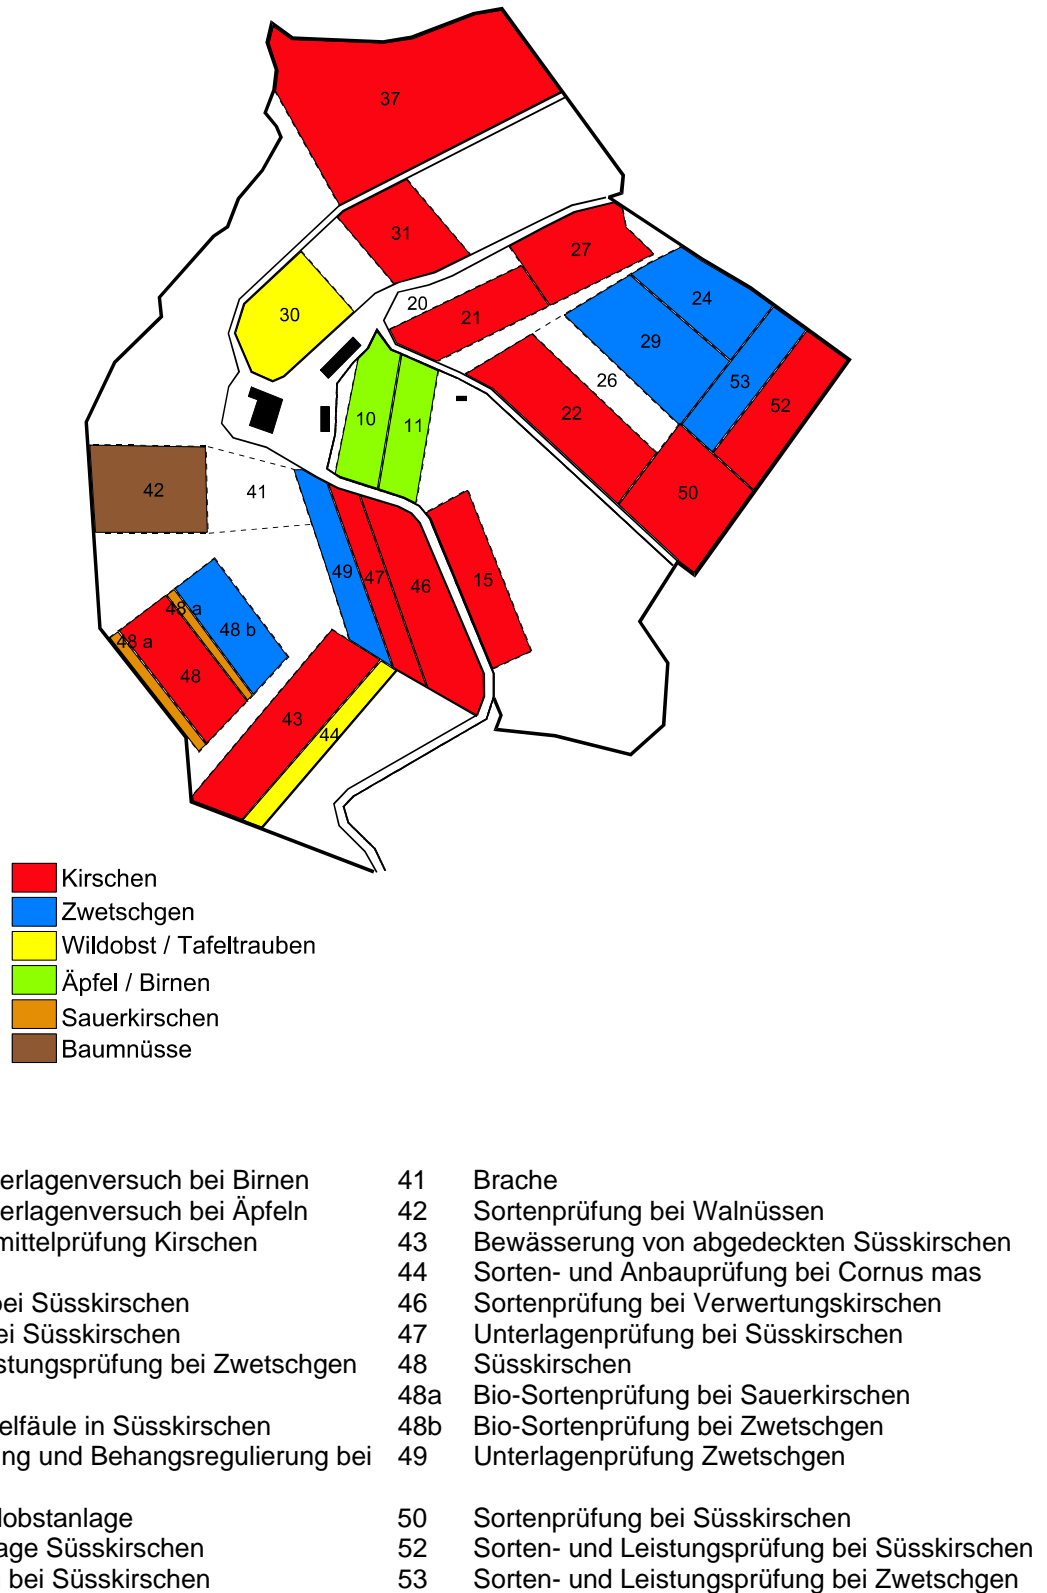 37
31
27
30
20
24
21
29
26
53
52
22
10
11
42
41
50
49
47
46
15
48 a
48 b
48 a
48
43
44
Kirschen
Zwetschgen
Wildobst / Tafeltrauben
Äpfel / Birnen
Sauerkirschen
Baumnüsse
erlagenversuch bei Birnen 41 Brache
erlagenversuch bei Äpfeln 42 Sortenprüfung bei Walnüssen
mittelprüfung Kirschen 43 Bewässerung von abgedeckten Süsskirschen
44 Sorten- und Anbauprüfung bei Cornus mas
bei Süsskirschen 46 Sortenprüfung bei Verwertungskirschen
ei Süsskirschen 47 Unterlagenprüfung bei Süsskirschen
stungsprüfung bei Zwetschgen 48 Süsskirschen
48a Bio-Sortenprüfung bei Sauerkirschen
elfäule in Süsskirschen 48b Bio-Sortenprüfung bei Zwetschgen
ng und Behangsregulierung bei 49 Unterlagenprüfung Zwetschgen
lobstanlage 50 Sortenprüfung bei Süsskirschen
age Süsskirschen 52 Sorten- und Leistungsprüfung bei Süsskirschen
bei Süsskirschen 53 Sorten- und Leistungsprüfung bei Zwetschgen